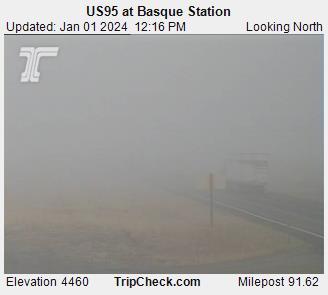 US95 at Basque Station
Updated: Jan 01 2024 12:16 PM Looking North
Elevation 4460 TripCheck.com Milepost 91.62